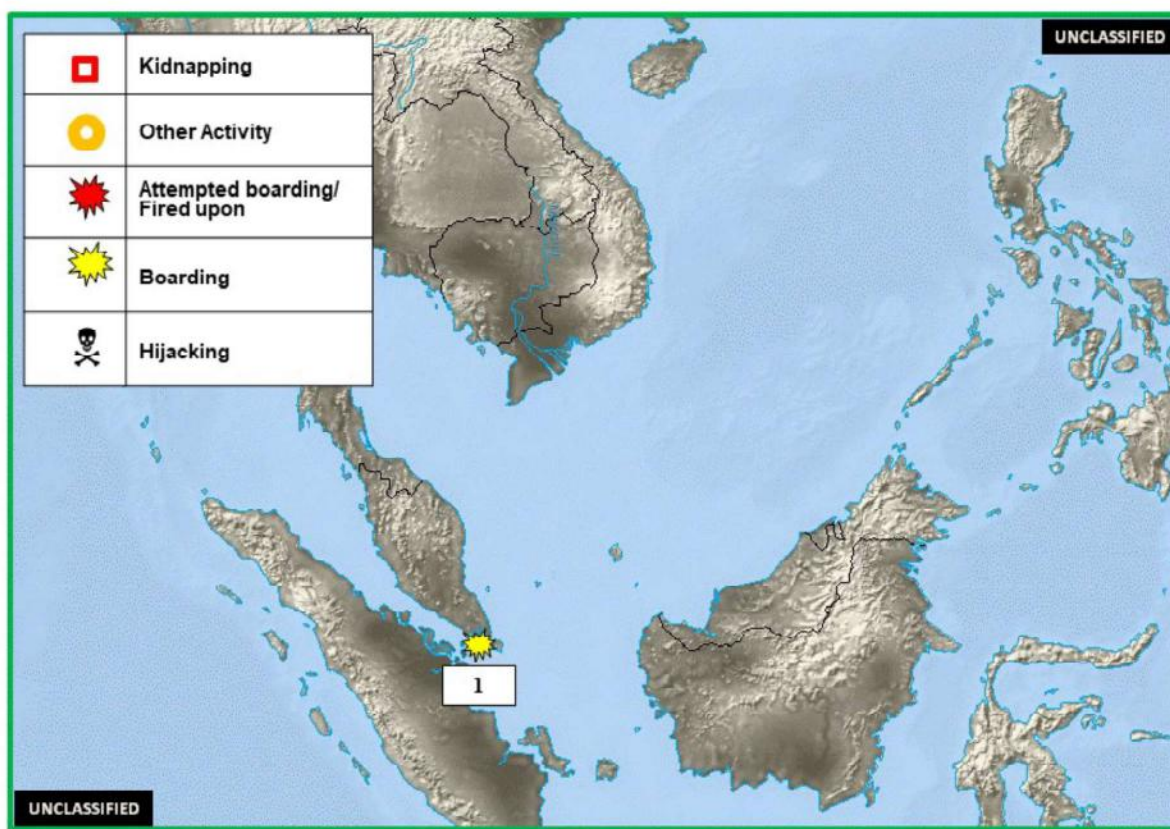 UNCLASSIFIED
Kidnapping
Other Activity
Attempted boarding/
Fired upon
Boarding
Hijacking
1
UNCLASSIFIED